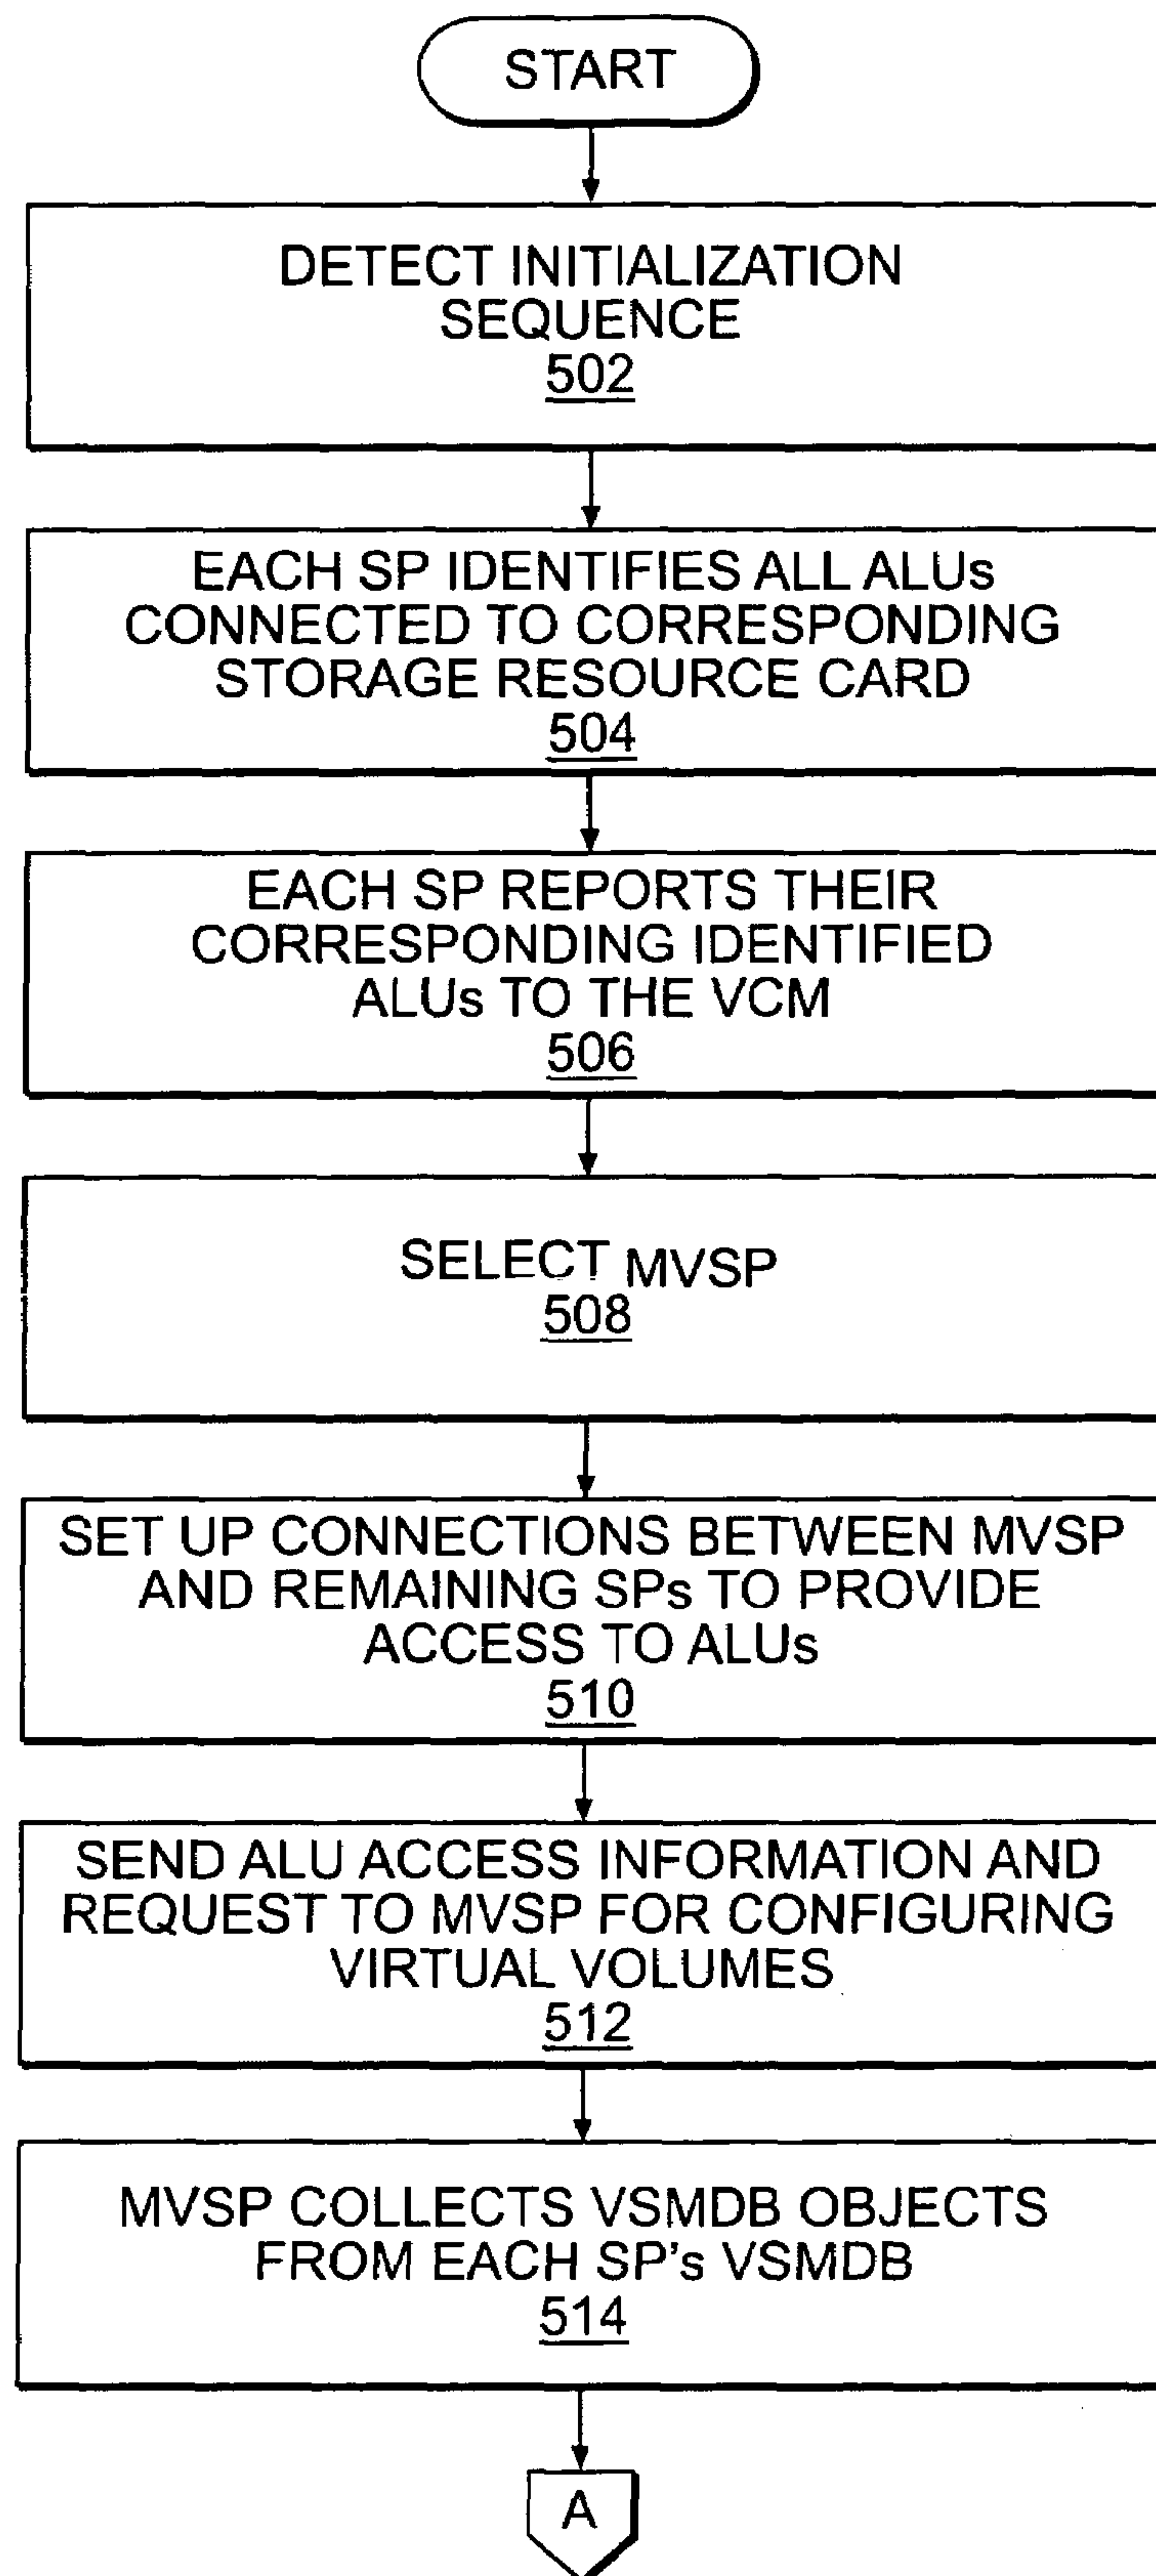 START
DETECT INITIALIZATION
SEQUENCE
502
EACH SP IDENTIFIES ALL ALUs
CONNECTED TO CORRESPONDING
STORAGE RESOURCE CARD
504
EACH SP REPORTS THEIR
CORRESPONDING IDENTIFIED
ALUs TO THE VCM
506
SELECT MVSP
508
SET UP CONNECTIONS BETWEEN MVSP
AND REMAINING SPs TO PROVIDE
ACCESS TO ALUs
510
SEND ALU ACCESS INFORMATION AND
REQUEST TO MVSP FOR CONFIGURING
VIRTUAL VOLUMES
512
MVSP COLLECTS VSMDB OBJECTS
FROM EACH SP's VSMDB
514
A